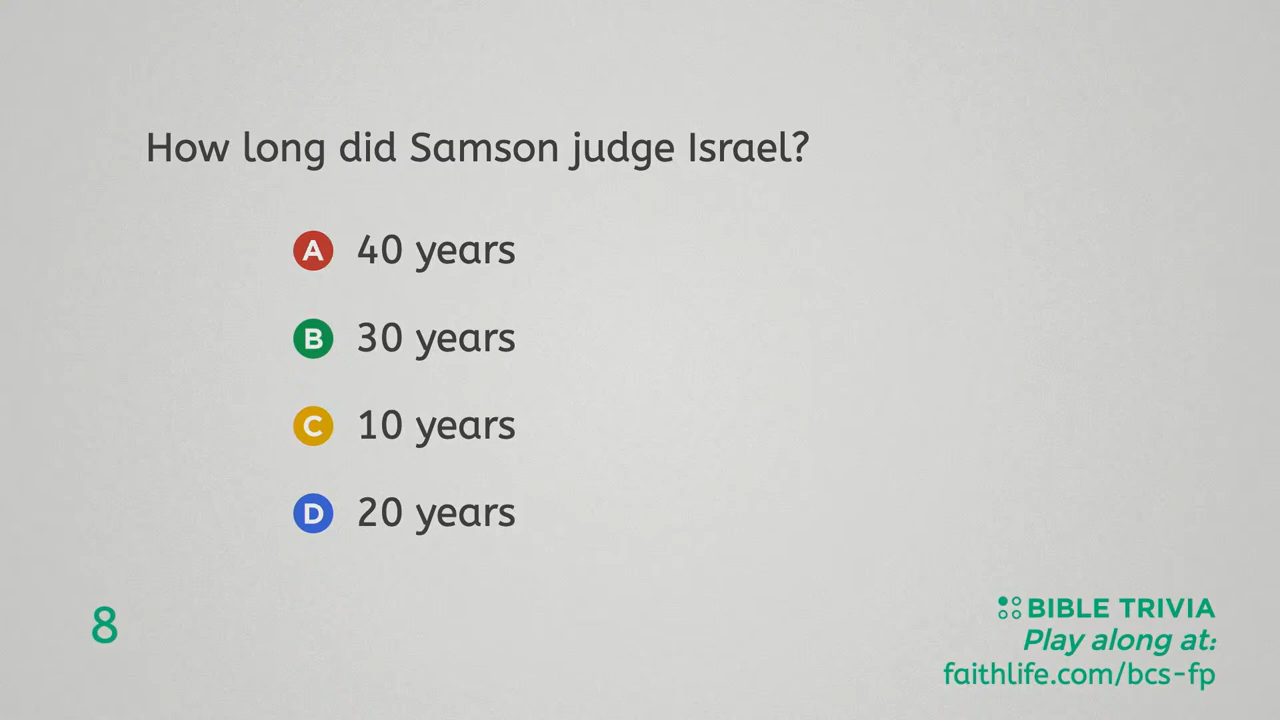 How long did Samson judge Israel?
A 40 years
B 30 years
C 10 years
D 20 years
8
BIBLE TRIVIA
Play along at:
faithlife.com/bcs-fp